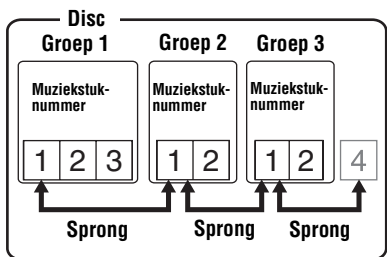 Disc
Groep 1 Groep 2 Groep 3
Muziekstuk- Muziekstuk- Muziekstuk-
nummer nummer nummer
1 2 3 1 2 1 2 4
Sprong Sprong Sprong